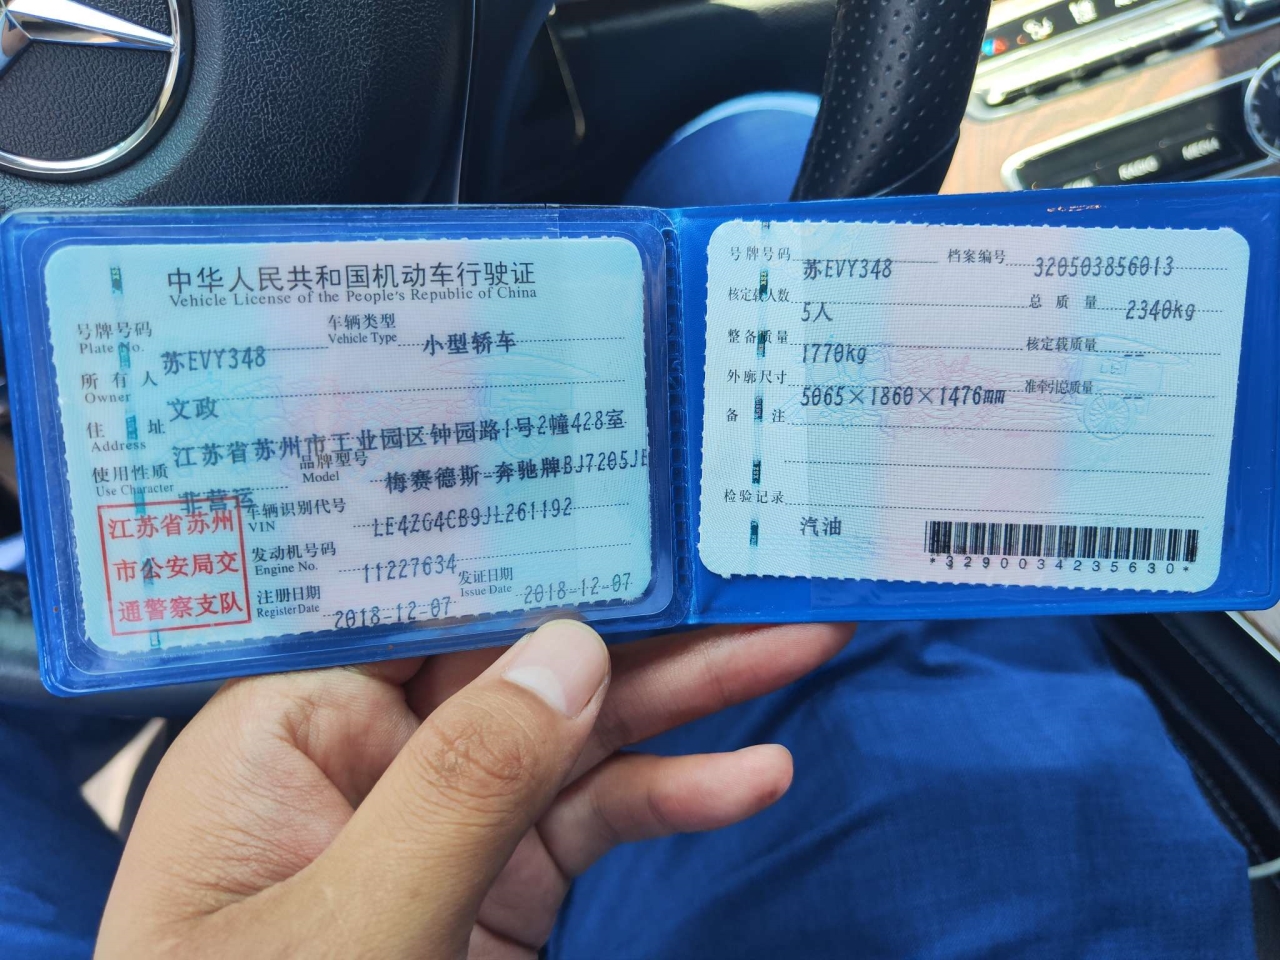 中华人民共和国机动车行驶证
Vehicle License of the People's Republic of China
号牌号码 苏EVY348 车辆类型 小型轿车
Plate No. Vehicle Type
所有人 文政
Owner
住址 江苏省苏州市工业园区钟园路1号2幢428室
Address
使用性质 非营运 品牌型号 梅赛德斯-奔驰牌BJ7205JE
Use Character Model
江苏省苏州
市公安局交
通警察支队
车辆识别代号 LE4ZG4CB9JL261192
VIN
发动机号码 11227634
Engine No.
注册日期 2018-12-07 发证日期 2018-12-07
Register Date Issue Date
号牌号码 苏EVY348 档案编号 320503856013
核定载人数 5人 总质量 2340kg
整备质量 1770kg 核定载质量 --
外廓尺寸 5065×1860×1476mm 准牵引总质量 --
备注
检验记录
汽油
*3290034235630*
RADIO
MEDIA